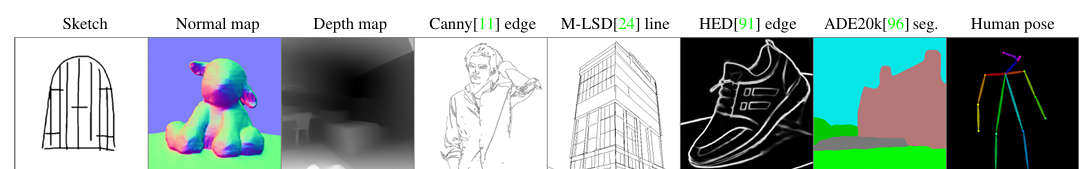 Sketch Normal map Depth map Canny[11] edge M-LSD[24] line HED[91] edge ADE20k[96] seg. Human pose